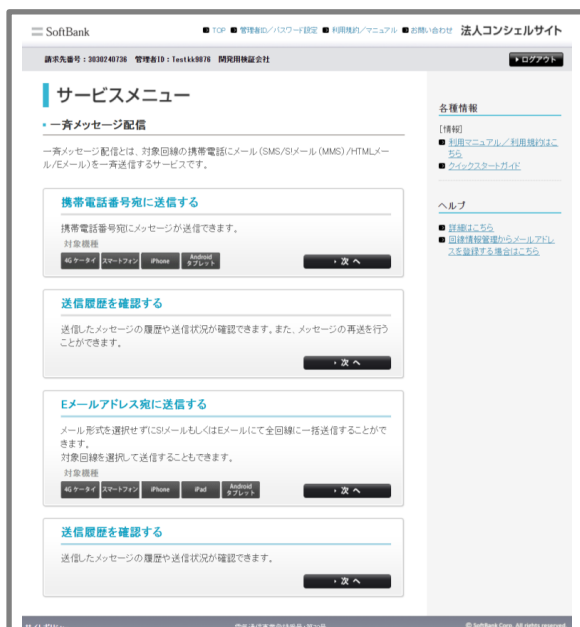 SoftBank
TOP 管理者ID/パスワード設定 利用規約/マニュアル お問い合わせ 法人コンシェルサイト
請求先番号:3030240736 管理者ID:Testkk9876 開発用検証会社
ログアウト
サービスメニュー
一斉メッセージ配信
一斉メッセージ配信とは、対象回線の携帯電話にメール(SMS/S!メール(MMS)/HTMLメー
ル/Eメール)を一斉送信するサービスです。
携帯電話番号宛に送信する
携帯電話番号宛にメッセージが送信できます。
対象機種
4G ケータイ スマートフォン iPhone Android タブレット
次 へ
送信履歴を確認する
送信したメッセージの履歴や送信状況が確認できます。また、メッセージの再送を行う
ことができます。
次 へ
Eメールアドレス宛に送信する
メール形式を選択せずにS!メールもしくはEメールにて全回線に一括送信することがで
きます。
対象回線を選択して送信することもできます。
対象機種
4G ケータイ スマートフォン iPhone iPad Android タブレット
次 へ
送信履歴を確認する
送信したメッセージの履歴や送信状況が確認できます。
次 へ
各種情報
[情報]
利用マニュアル/利用規約はこ
ちら
クイックスタートガイド
ヘルプ
詳細はこちら
回線情報管理からメールアドレ
スを登録する場合はこちら
© SoftBank Corp. All rights reserved